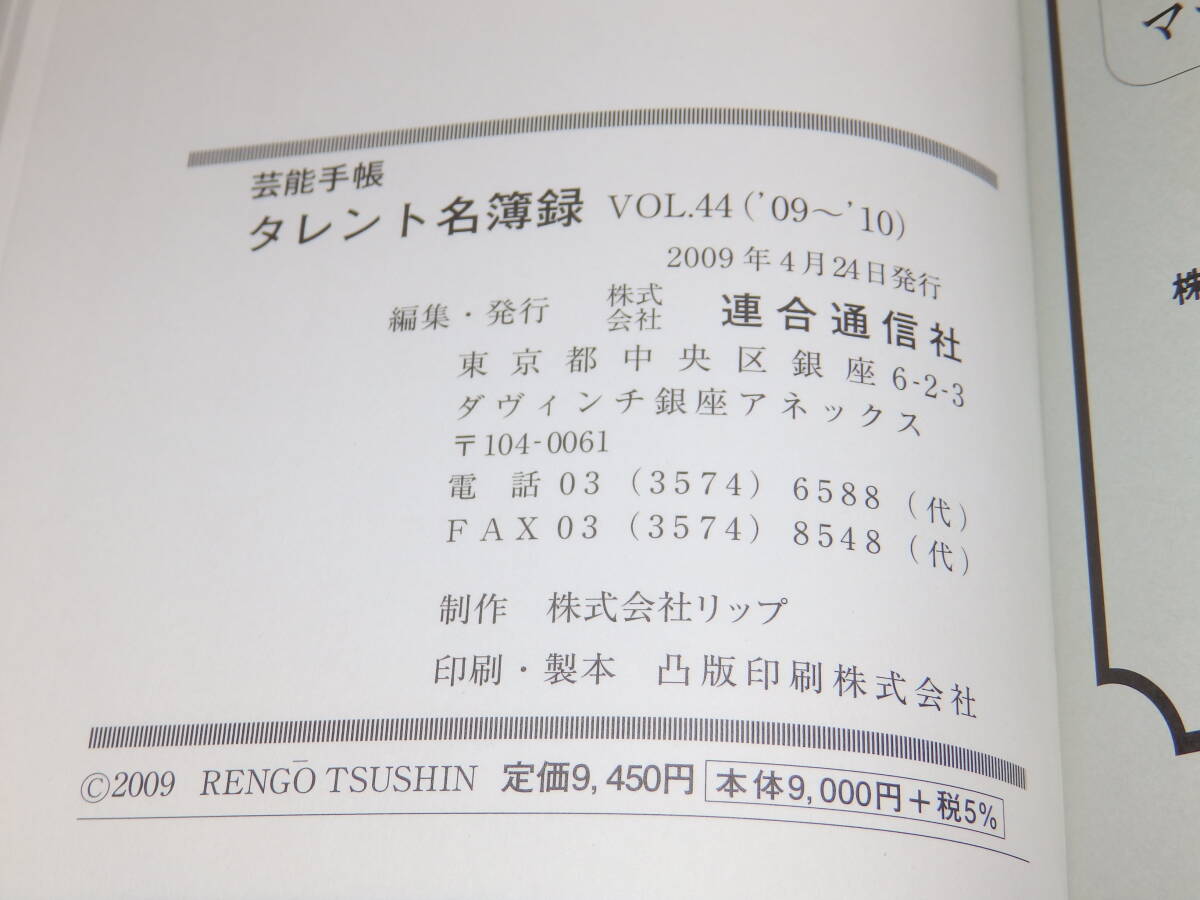 芸能手帳
タレント名簿録 VOL.44 ('09〜'10)
2009年4月24日発行
編集・発行 株式会社 連合通信社
東京都中央区銀座6-2-3
ダヴィンチ銀座アネックス
〒104-0061
電 話 03 (3574) 6588 (代)
FAX 03 (3574) 8548 (代)
制作 株式会社リップ
印刷・製本 凸版印刷株式会社
©2009 RENGŌ TSUSHIN 定価9,450円 本体9,000円+税5%
マ
株